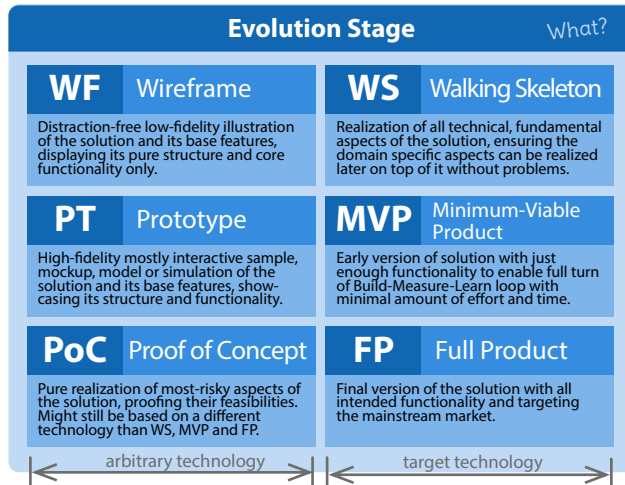 Evolution Stage
What?
WF Wireframe
Distraction-free low-fidelity illustration
of the solution and its base features,
displaying its pure structure and core
functionality only.
WS Walking Skeleton
Realization of all technical, fundamental
aspects of the solution, ensuring the
domain specific aspects can be realized
later on top of it without problems.
PT Prototype
High-fidelity mostly interactive sample,
mockup, model or simulation of the
solution and its base features, show-
casing its structure and functionality.
MVP Minimum-Viable
Product
Early version of solution with just
enough functionality to enable full turn
of Build-Measure-Learn loop with
minimal amount of effort and time.
PoC Proof of Concept
Pure realization of most-risky aspects of
the solution, proofing their feasibilities.
Might still be based on a different
technology than WS, MVP and FP.
FP Full Product
Final version of the solution with all
intended functionality and targeting
the mainstream market.
arbitrary technology
target technology